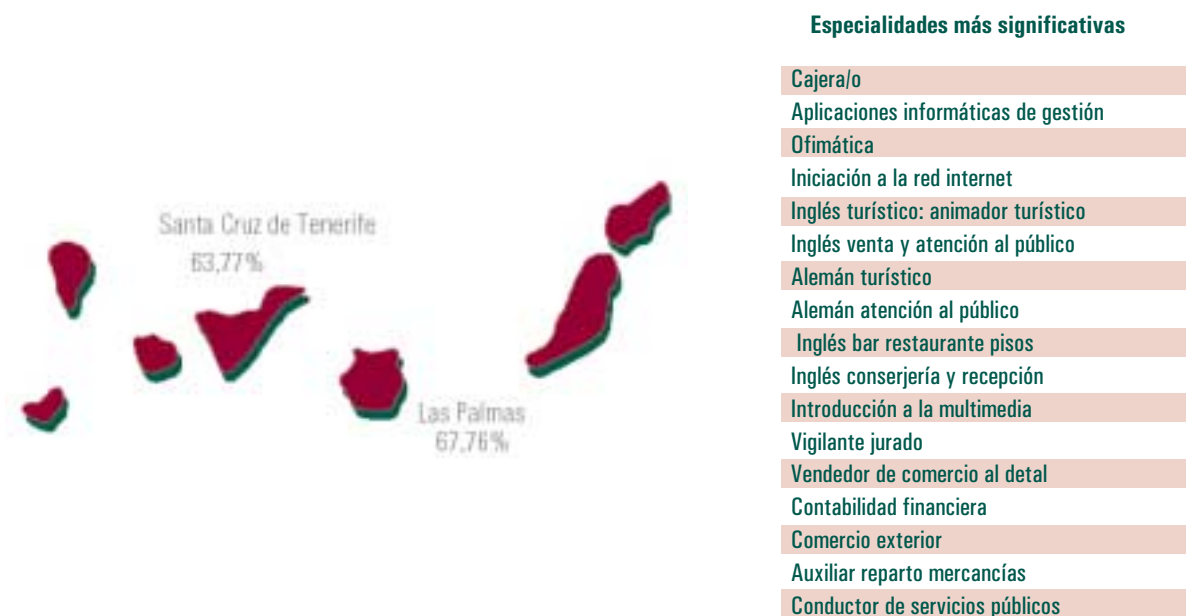 Santa Cruz de Tenerife
63,77%
Las Palmas
67,76%
Especialidades más significativas
Cajera/o
Aplicaciones informáticas de gestión
Ofimática
Iniciación a la red internet
Inglés turístico: animador turístico
Inglés venta y atención al público
Alemán turístico
Alemán atención al público
Inglés bar restaurante pisos
Inglés conserjería y recepción
Introducción a la multimedia
Vigilante jurado
Vendedor de comercio al detal
Contabilidad financiera
Comercio exterior
Auxiliar reparto mercancías
Conductor de servicios públicos